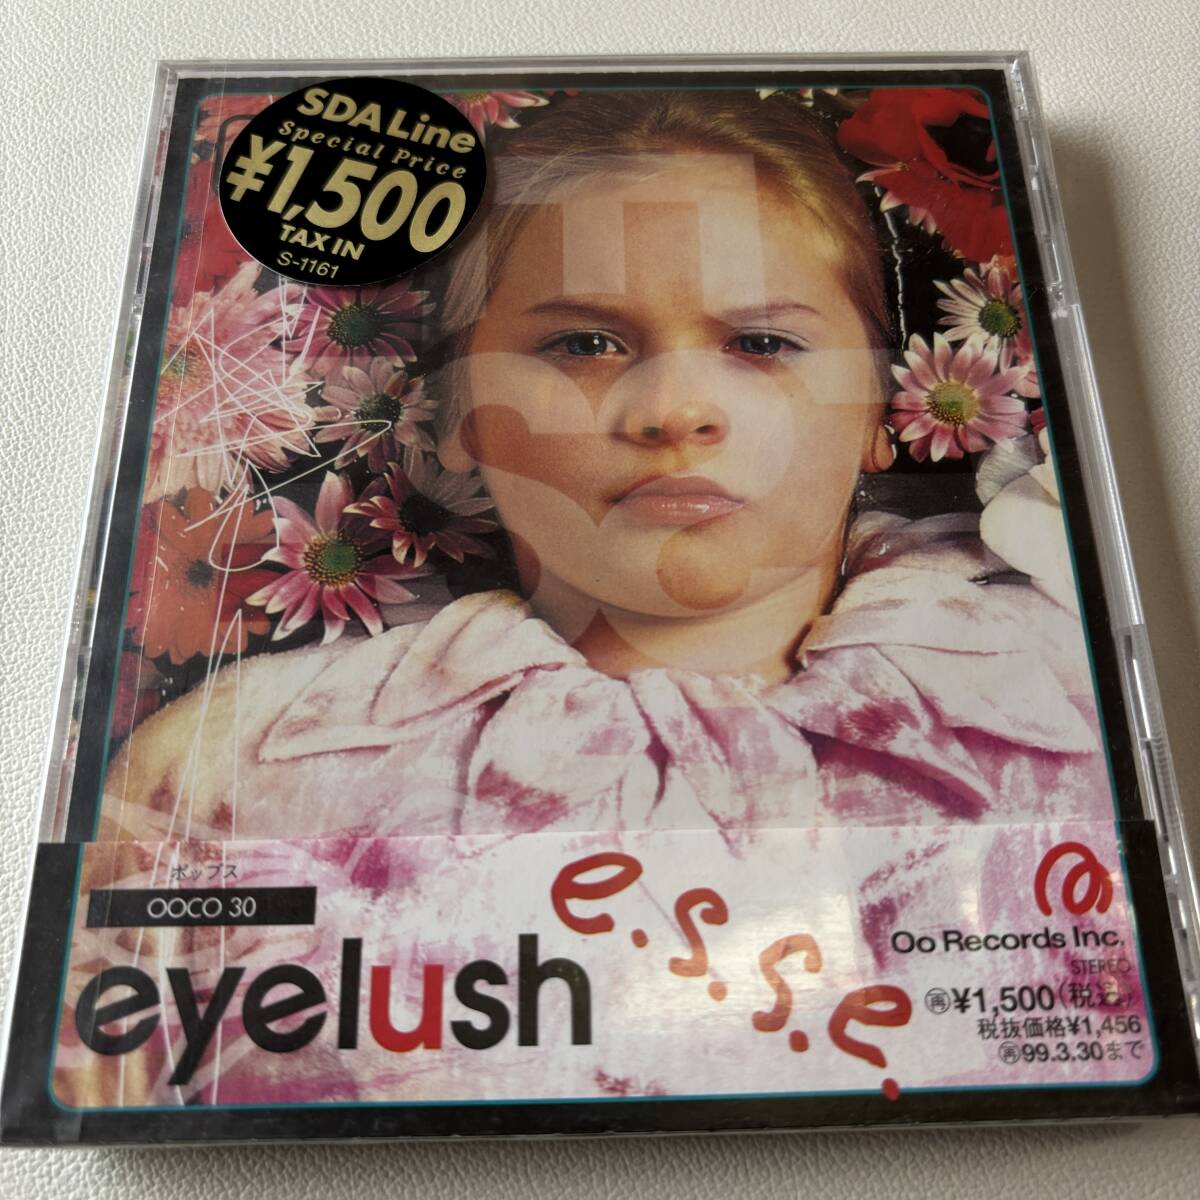 SDA Line
Special Price
¥1,500
TAX IN
S-1161
ポップス
OOCO 30
eyelush
e.s.s.e.
Oo Records Inc.
STEREO
再¥1,500(税込)
税抜価格¥1,456
再99.3.30まで